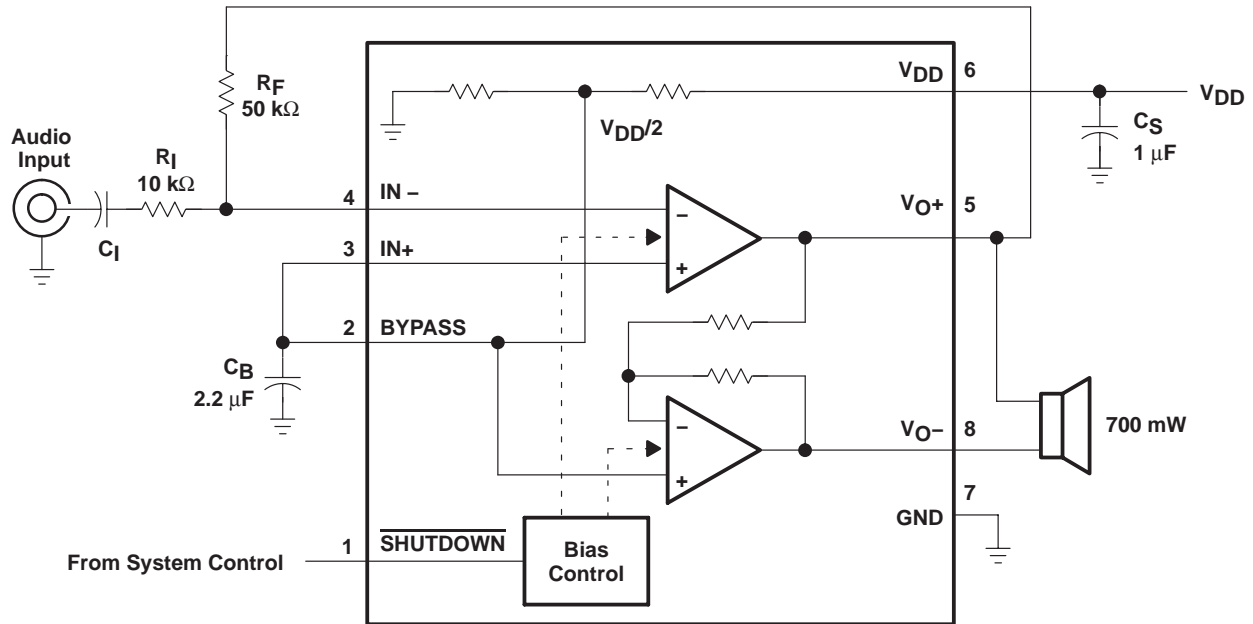 VDD 6
RF
50 kΩ
VDD/2
VDD
CS
1 μF
Audio
Input
RI
10 kΩ
CI
4 IN −
VO+ 5
−
+
3 IN+
2 BYPASS
CB
2.2 μF
−
+
VO− 8
700 mW
7
GND
From System Control
1 SHUTDOWN
Bias
Control